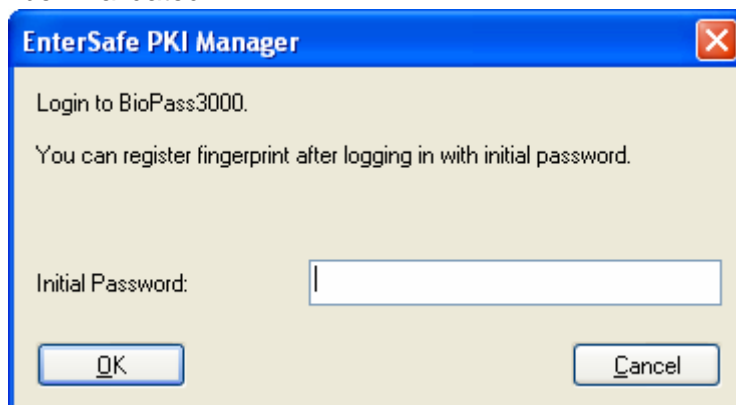 EnterSafe PKI Manager
Login to BioPass3000.
You can register fingerprint after logging in with initial password.
Initial Password:
OK
Cancel